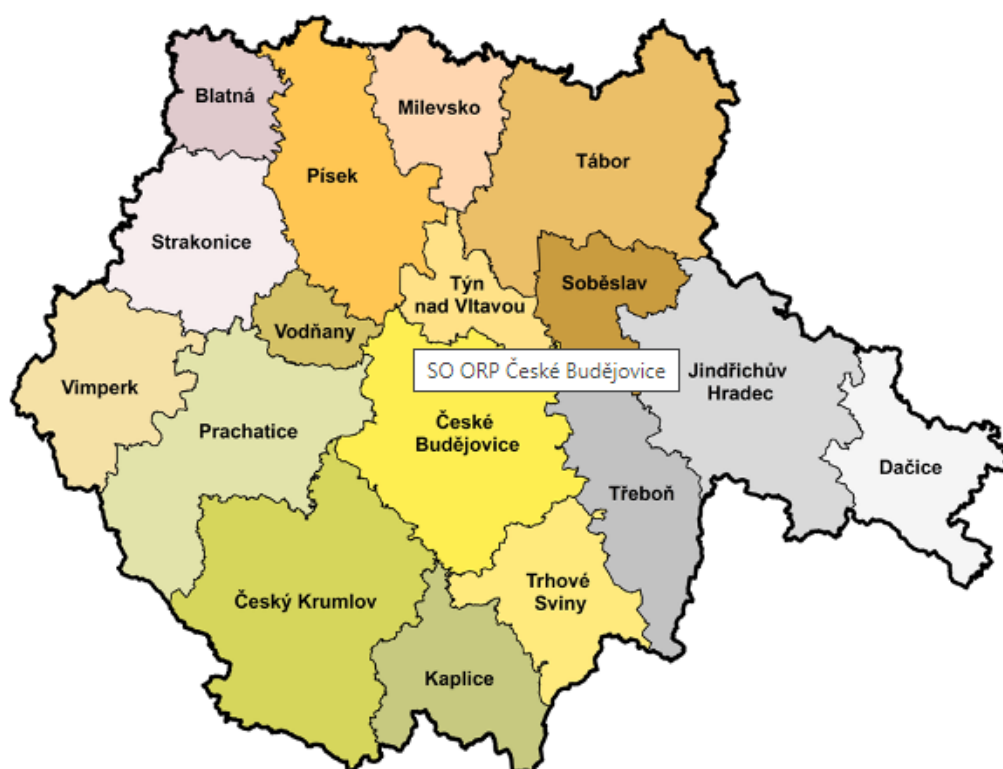 Blatná
Milevsko
Písek
Tábor
Strakonice
Týn
nad Vltavou
Soběslav
Vodňany
SO ORP České Budějovice
Jindřichův
Hradec
Vimperk
Prachatice
České
Budějovice
Třeboň
Dačice
Trhové
Sviny
Český Krumlov
Kaplice